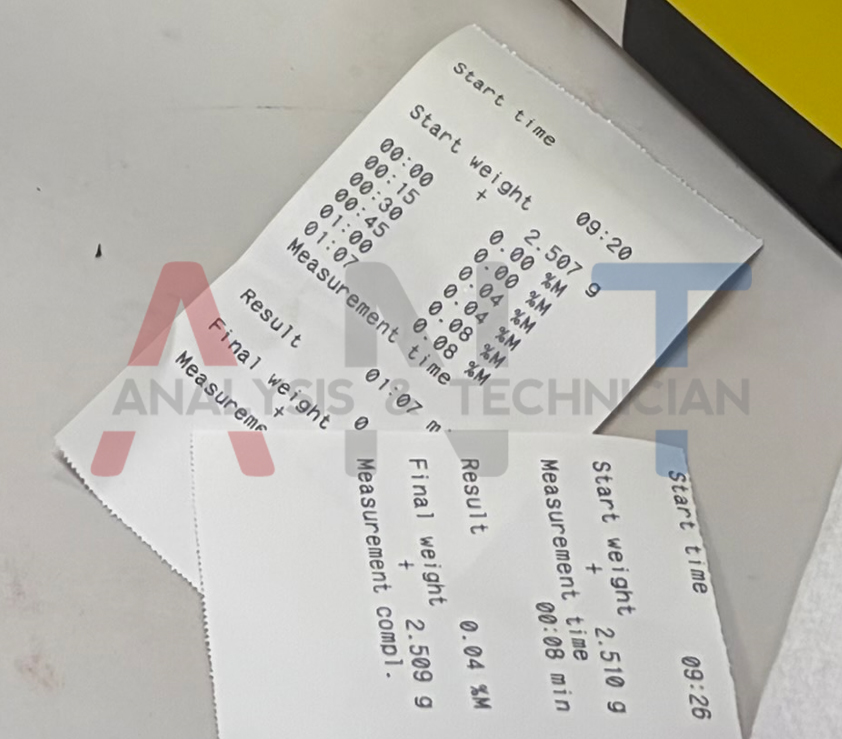 Start time
09:20
Start weight
+ 2.507 g
00:00 0.00 %M
00:15 0.00 %M
00:30 0.04 %M
00:45 0.04 %M
01:00 0.08 %M
01:07 0.08 %M
Measurement time
01:07 m
Result 0
Final weight
+
Measureme
Start time 09:26
Start weight
+ 2.510 g
Measurement time
00:08 min
Result 0.04 %M
Final weight
+ 2.509 g
Measurement compl.
ANT
ANALYSIS & TECHNICIAN